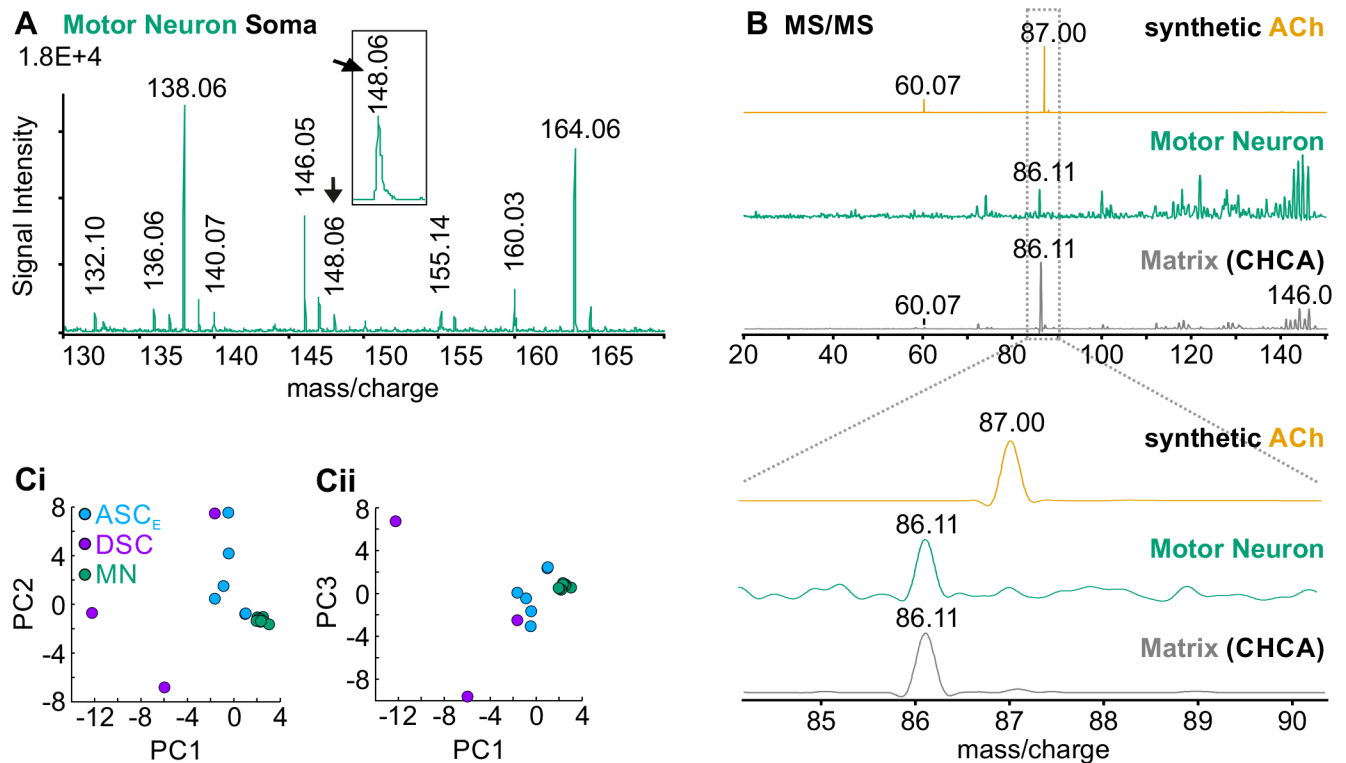 A Motor Neuron Soma
1.8E+4
Signal Intensity
132.10
136.06
138.06
140.07
146.05
148.06
148.06
155.14
160.03
164.06
130 135 140 145 150 155 160 165
mass/charge
B MS/MS
synthetic ACh
60.07
87.00
Motor Neuron
86.11
Matrix (CHCA)
60.07
86.11
146.0
20 40 60 80 100 120 140
synthetic ACh
87.00
Motor Neuron
86.11
Matrix (CHCA)
86.11
85 86 87 88 89 90
mass/charge
Ci
ASCE
DSC
MN
PC2
8
4
0
-4
-8
-12 -8 -4 0 4
PC1
Cii
PC3
8
4
0
-4
-8
-12 -8 -4 0 4
PC1